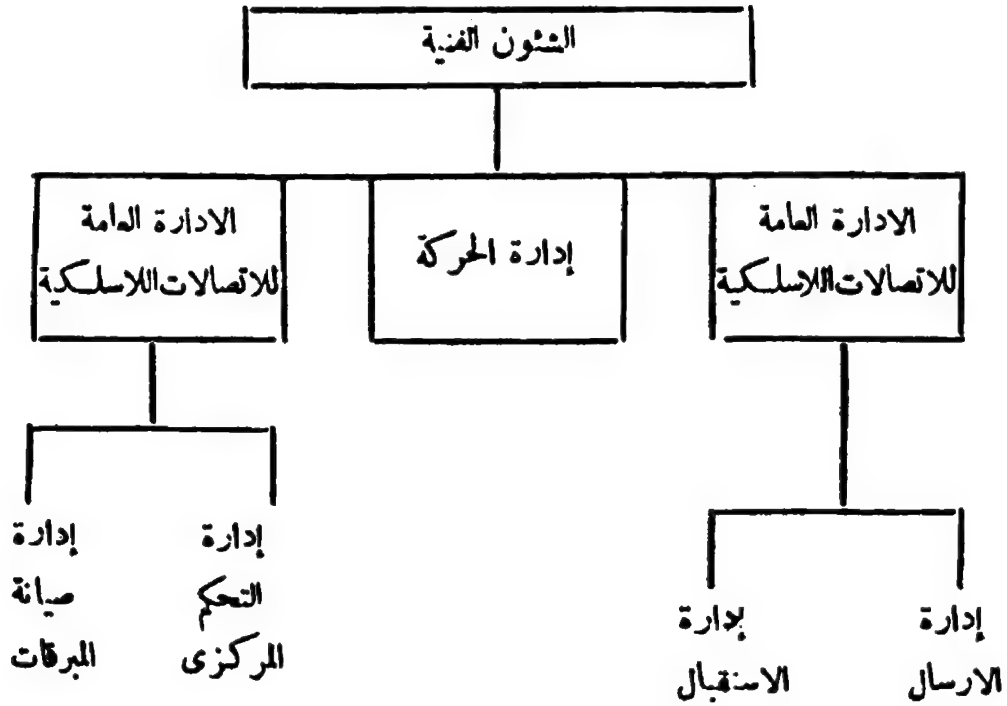 الشئون الفنية
الادارة العامة
للاتصالات اللاسلكية
إدارة الحركة
الادارة العامة
للاتصالات اللاسلكية
إدارة
الارسال
إدارة
الاستقبال
إدارة
التحكم
المركزى
إدارة
صيانة
المبرقات